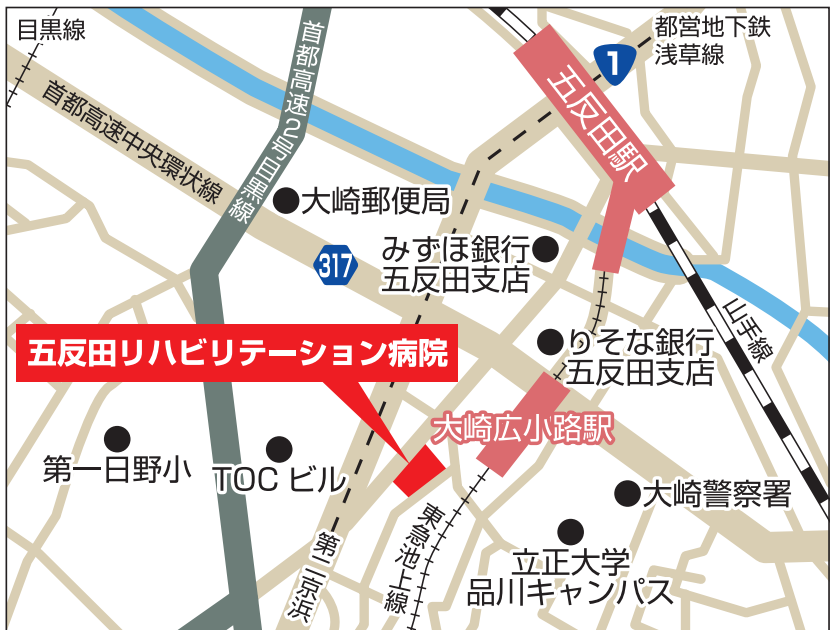 目黒線
都営地下鉄
浅草線
1
五反田駅
首都高速2号目黒線
首都高速中央環状線
大崎郵便局
317
みずほ銀行
五反田支店
山手線
りそな銀行
五反田支店
五反田リハビリテーション病院
大崎広小路駅
第一日野小
TOC ビル
大崎警察署
東急池上線
第二京浜
立正大学
品川キャンパス